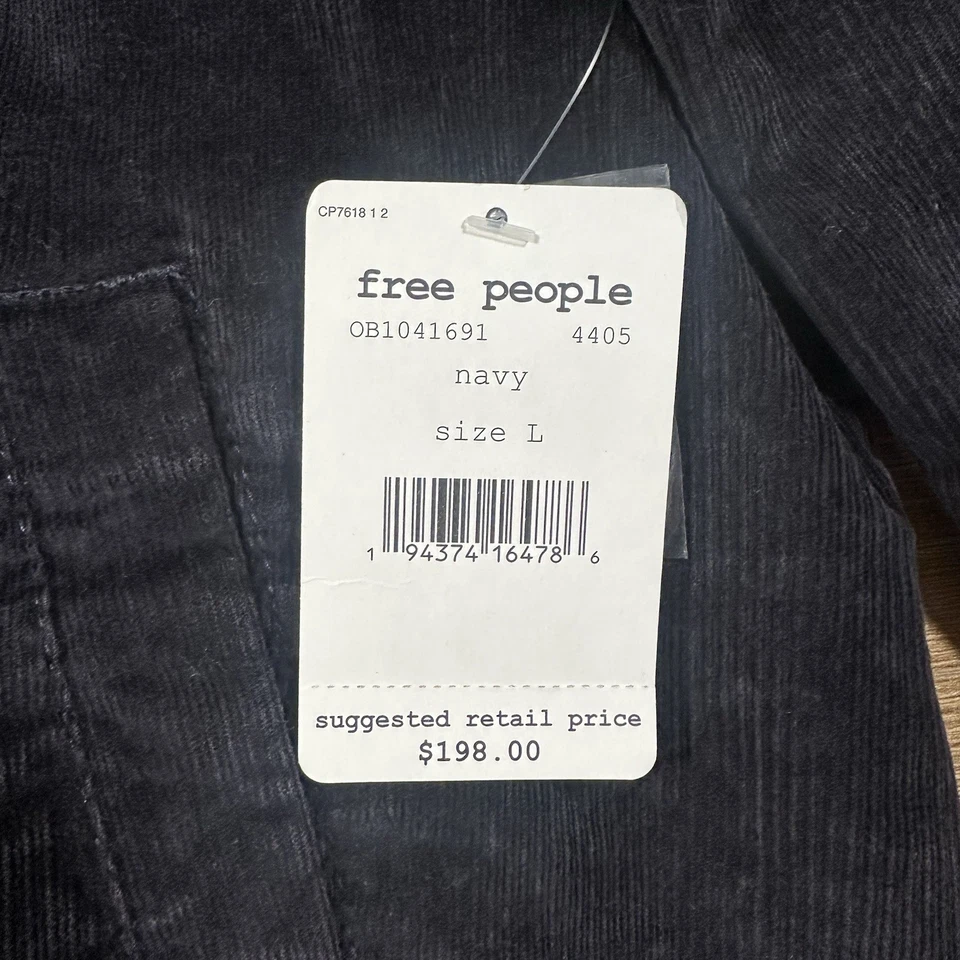 CP7618 1 2
free people
OB1041691 4405
navy
size L
1 94374 16478 6
suggested retail price
$198.00